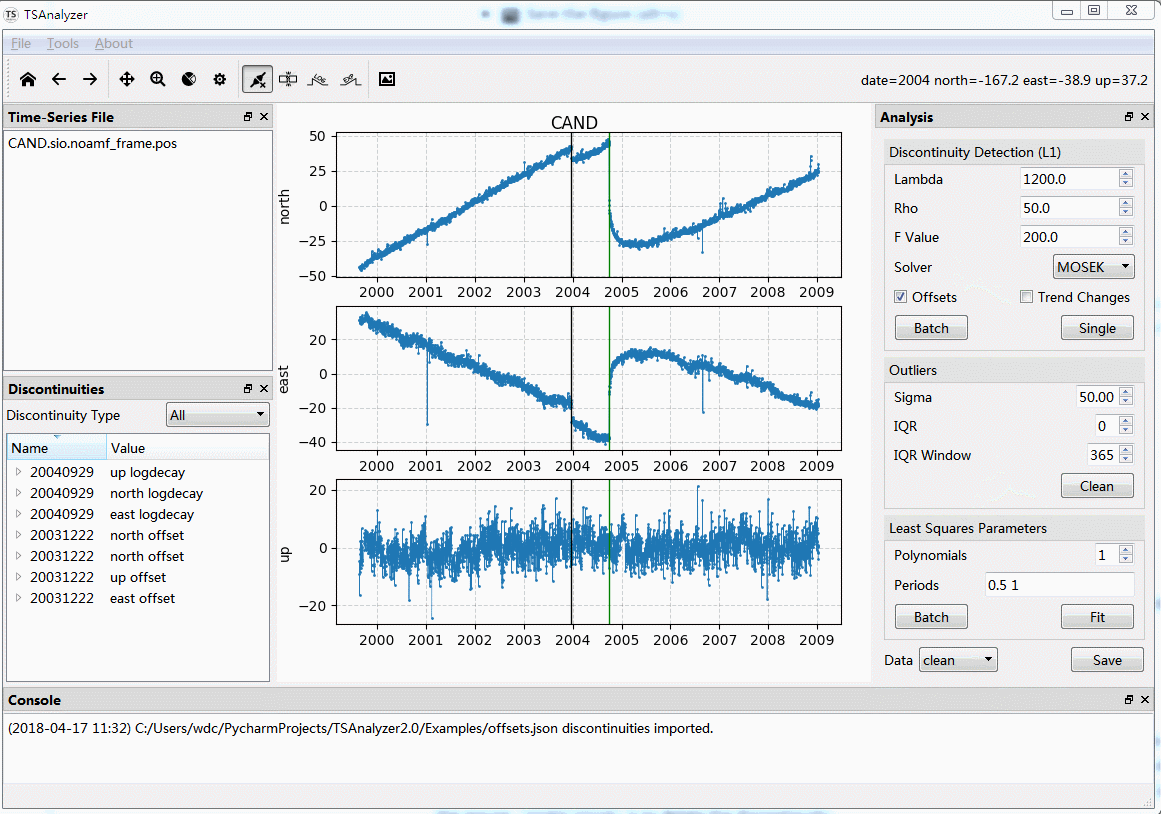 TS TSAnalyzer
File Tools About
date=2004 north=-167.2 east=-38.9 up=37.2
Time-Series File
CAND.sio.noamf_frame.pos
Discontinuities
Discontinuity Type All
Name Value
20040929 up logdecay
20040929 north logdecay
20040929 east logdecay
20031222 north offset
20031222 north offset
20031222 up offset
20031222 east offset
CAND
north
50
25
0
−25
−50
2000 2001 2002 2003 2004 2005 2006 2007 2008 2009
east
20
0
−20
−40
2000 2001 2002 2003 2004 2005 2006 2007 2008 2009
up
20
0
−20
2000 2001 2002 2003 2004 2005 2006 2007 2008 2009
Analysis
Discontinuity Detection (L1)
Lambda 1200.0
Rho 50.0
F Value 200.0
Solver MOSEK
Offsets Trend Changes
Batch Single
Outliers
Sigma 50.00
IQR 0
IQR Window 365
Clean
Least Squares Parameters
Polynomials 1
Periods 0.5 1
Batch Fit
Data clean Save
Console
(2018-04-17 11:32) C:/Users/wdc/PycharmProjects/TSAnalyzer2.0/Examples/offsets.json discontinuities imported.